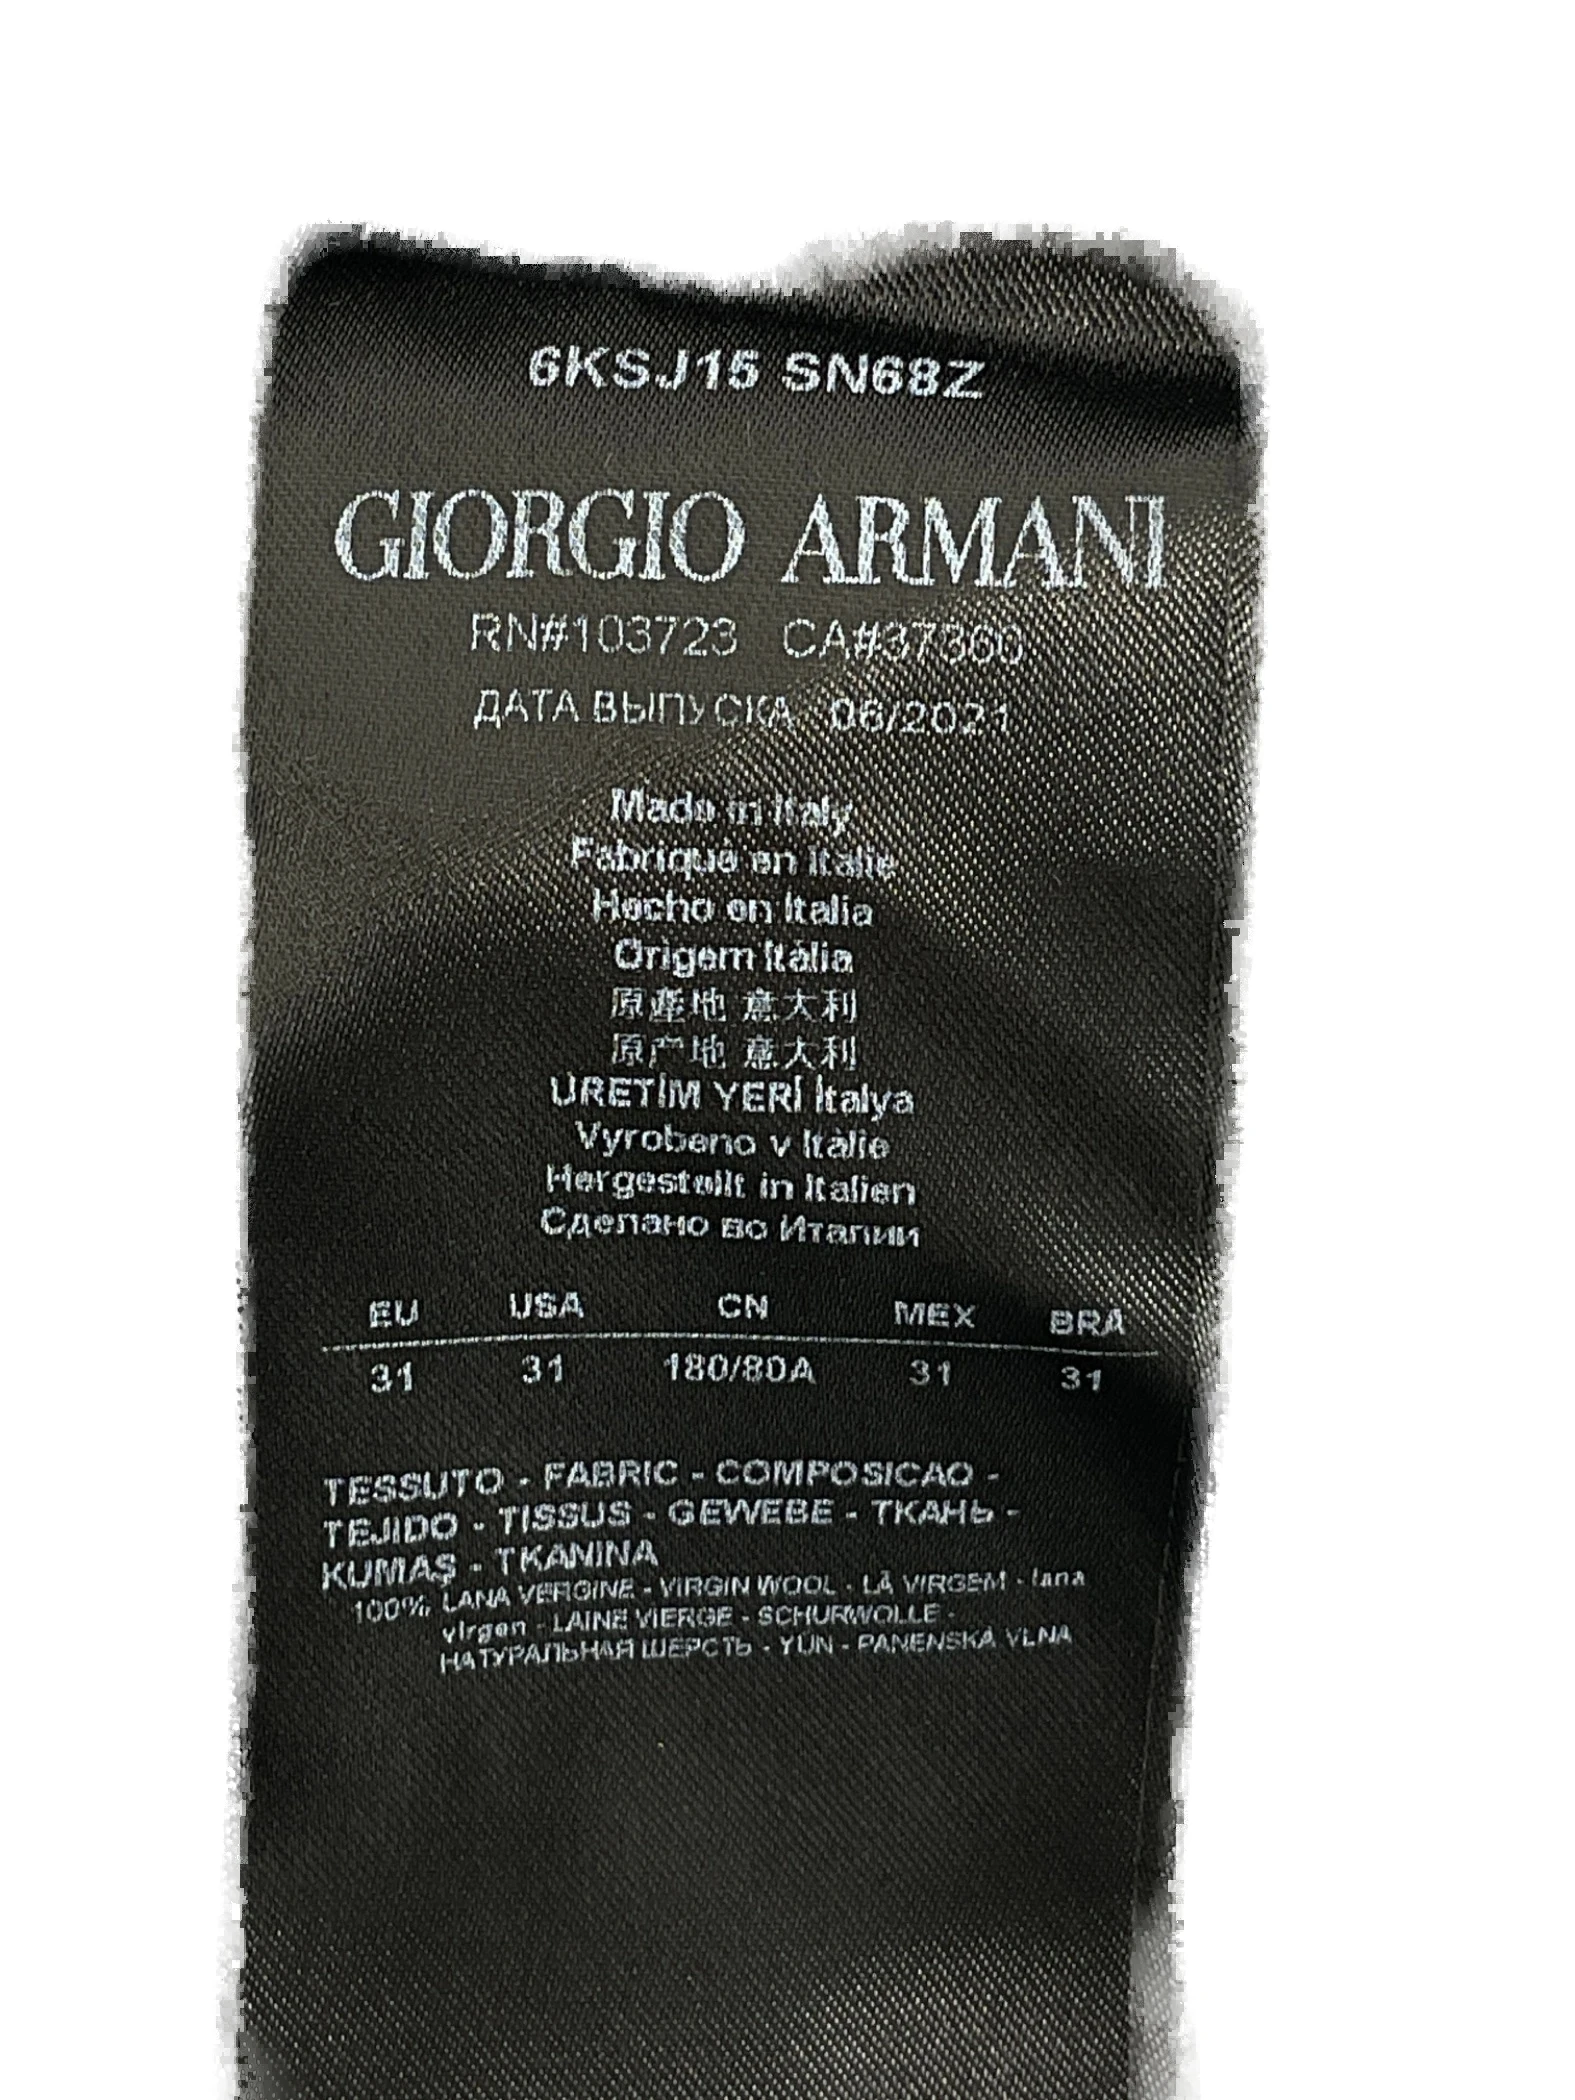 6KSJ15 SN68Z
GIORGIO ARMANI
RN#103723 CA#37360
ДАТА ВЫПУСКА 06/2021
Made in Italy
Fabriqué en Italie
Hecho en Italia
Origem Itália
原產地 意大利
原产地 意大利
ÜRETİM YERİ İtalya
Vyrobeno v Itálie
Hergestellt in Italien
Сделано во Италии
EU USA CN MEX BRA
31 31 180/80A 31 31
TESSUTO - FABRIC - COMPOSICAO -
TEJIDO - TISSUS - GEWEBE - ТКАНЬ -
KUMAŞ - TKANINA
100% LANA VERGINE - VIRGIN WOOL - LÃ VIRGEM - lana
virgen - LAINE VIERGE - SCHURWOLLE -
НАТУРАЛЬНАЯ ШЕРСТЬ - YÜN - PANENSKÁ VLNA